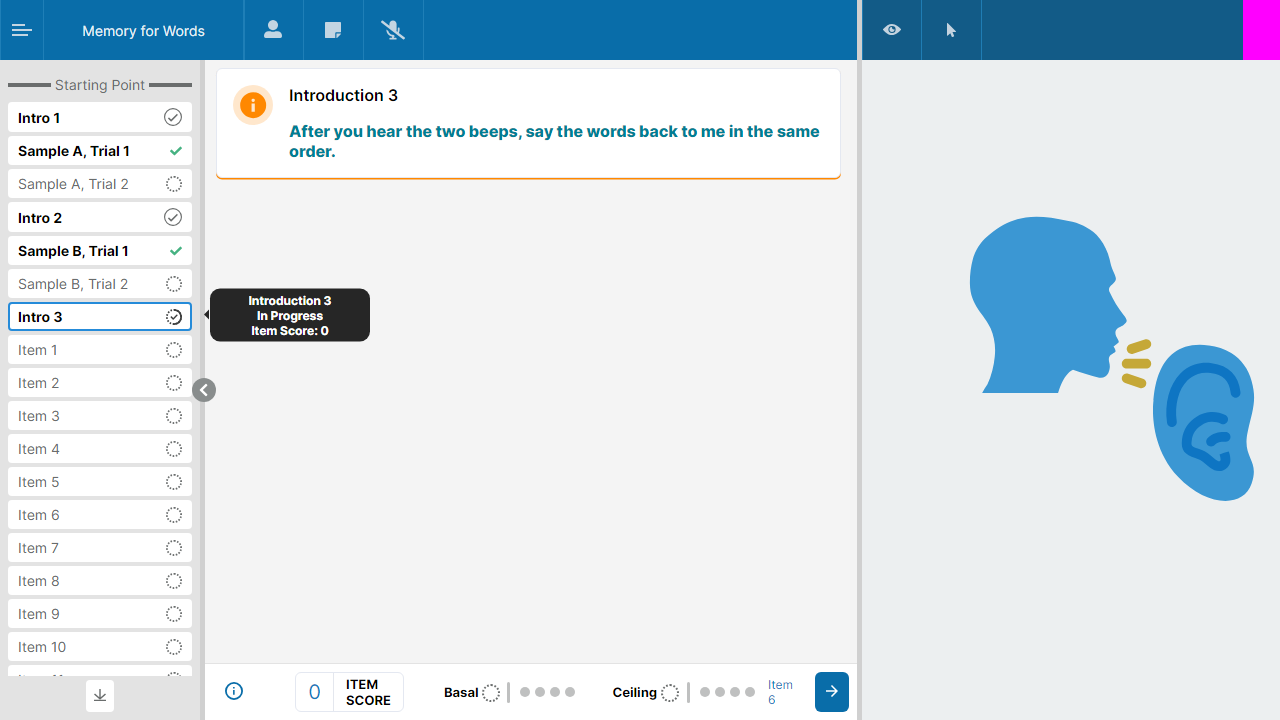 Memory for Words
Starting Point
Intro 1
Sample A, Trial 1
Sample A, Trial 2
Intro 2
Sample B, Trial 1
Sample B, Trial 2
Intro 3
Item 1
Item 2
Item 3
Item 4
Item 5
Item 6
Item 7
Item 8
Item 9
Item 10
Introduction 3
After you hear the two beeps, say the words back to me in the same
order.
Introduction 3
In Progress
Item Score: 0
0
ITEM
SCORE
Basal
Ceiling
Item
6